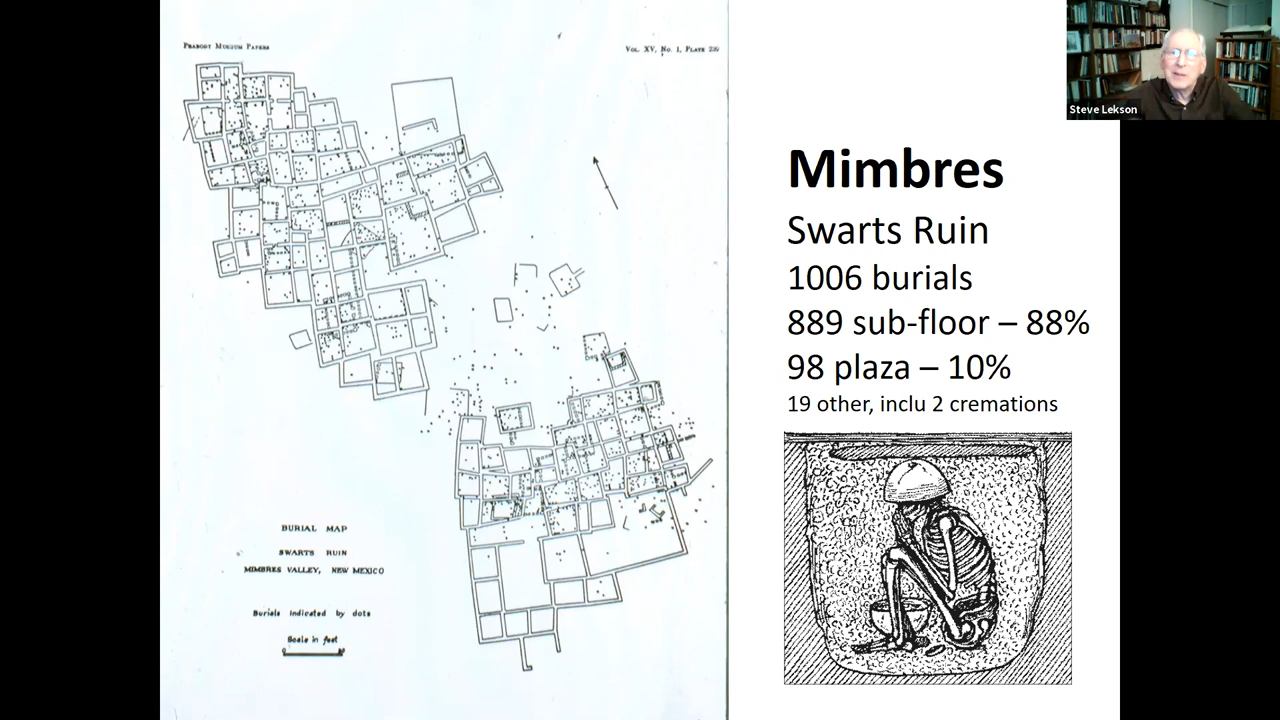 PEABODY MUSEUM PAPERS
VOL. XV, NO. 1, PLATE
Steve Lekson
Mimbres
Swarts Ruin
1006 burials
889 sub-floor – 88%
98 plaza – 10%
19 other, inclu 2 cremations
BURIAL MAP
SWARTS RUIN
MIMBRES VALLEY, NEW MEXICO
Burials indicated by dots
Scale in feet